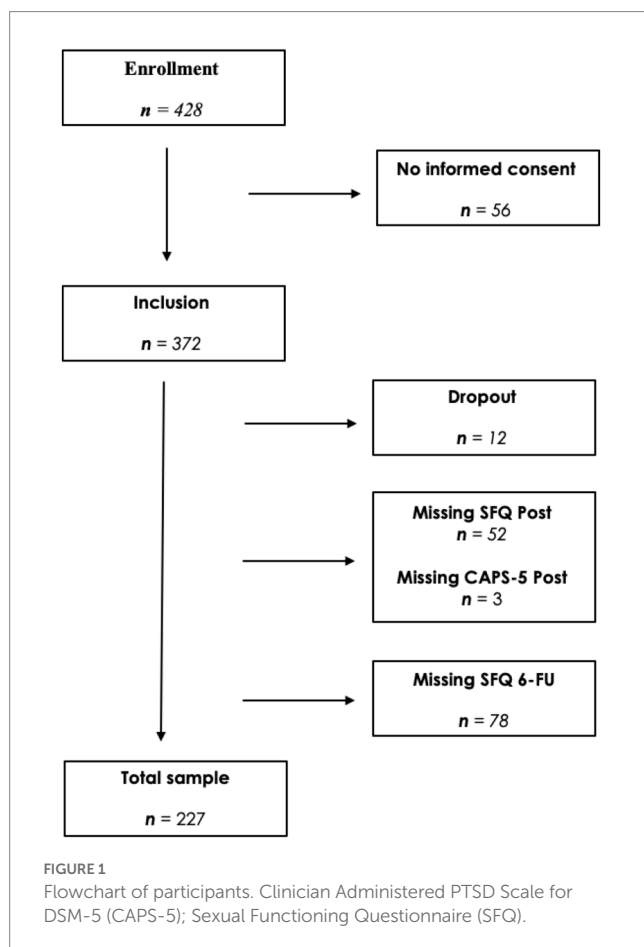 Enrollment
n = 428
No informed consent
n = 56
Inclusion
n = 372
Dropout
n = 12
Missing SFQ Post
n = 52
Missing CAPS-5 Post
n = 3
Missing SFQ 6-FU
n = 78
Total sample
n = 227
FIGURE 1
Flowchart of participants. Clinician Administered PTSD Scale for
DSM-5 (CAPS-5); Sexual Functioning Questionnaire (SFQ).